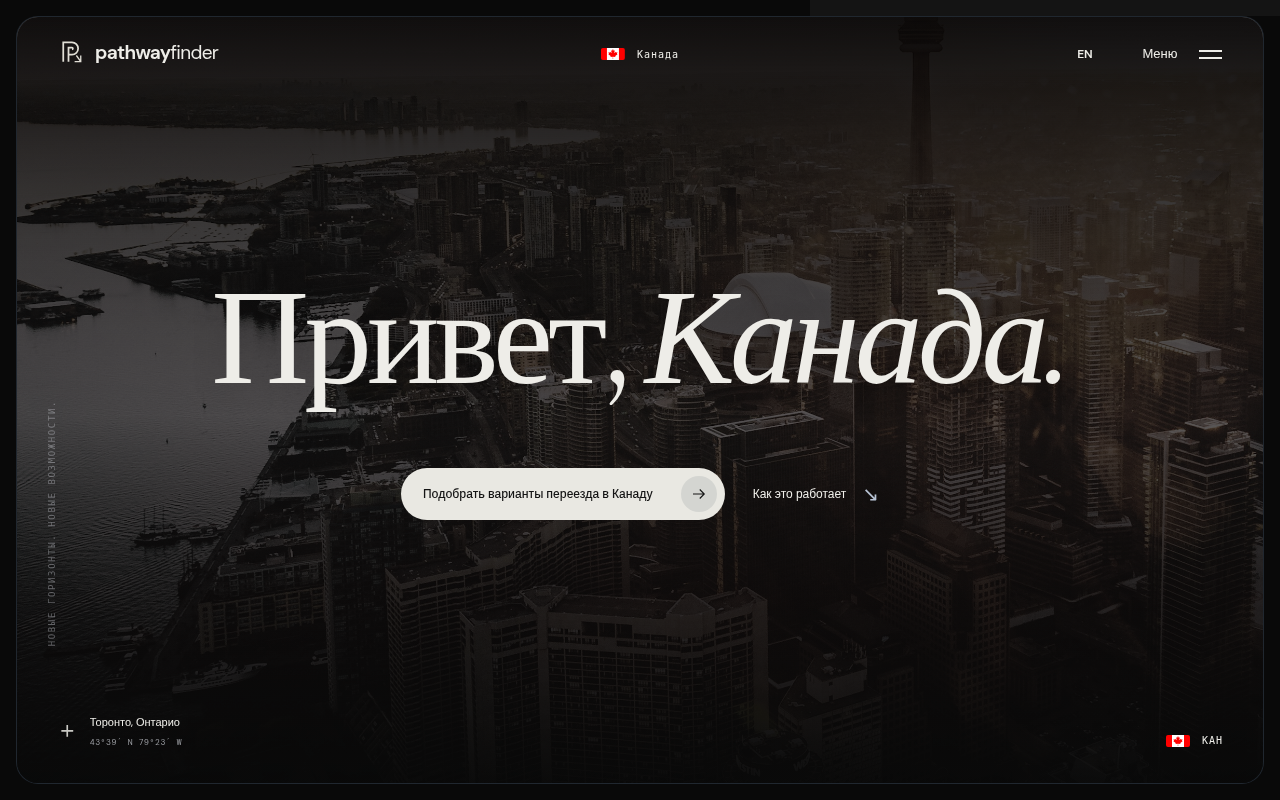 pathwayfinder
Канада
EN
Меню
Привет, Канада.
Подобрать варианты переезда в Канаду
Как это работает
НОВЫЕ ГОРИЗОНТЫ НОВЫЕ ВОЗМОЖНОСТИ.
Торонто, Онтарио
43°39´ N 79°23´ W
КАН